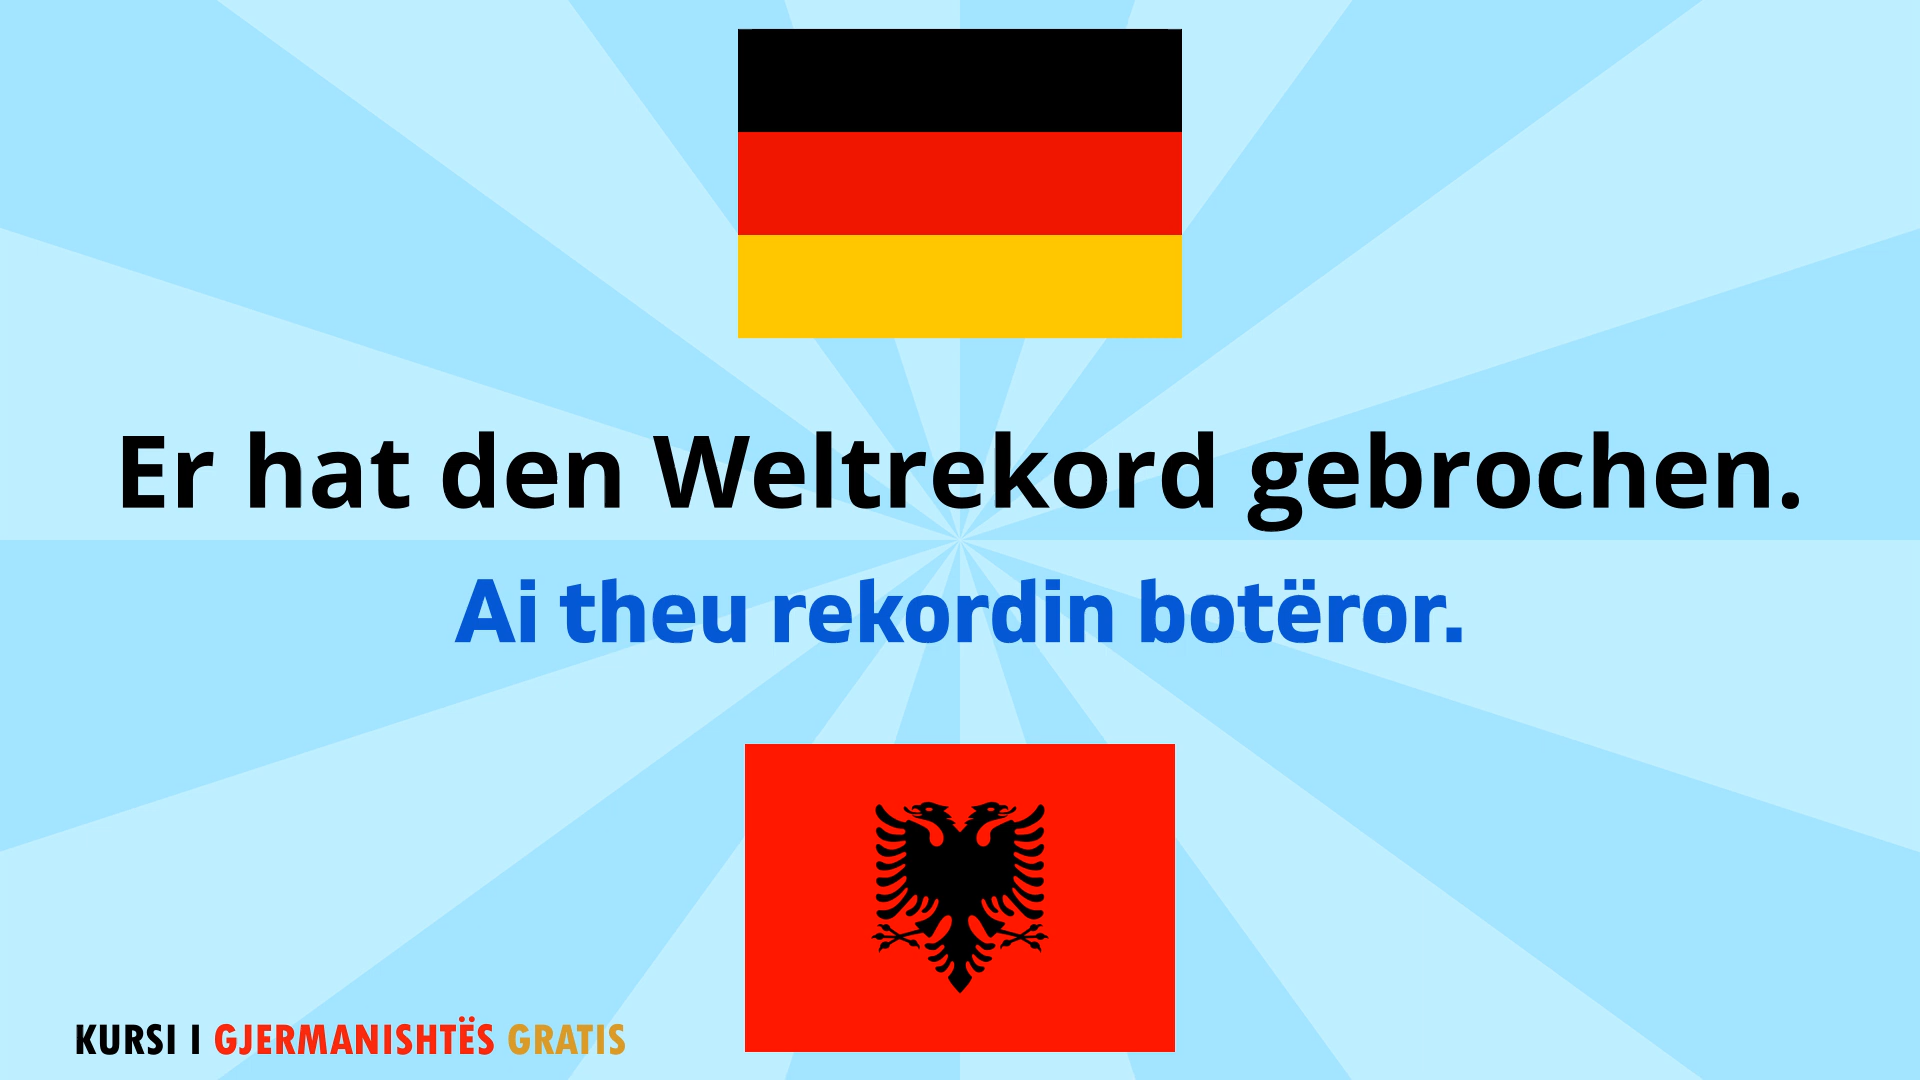 Er hat den Weltrekord gebrochen.
Ai theu rekordin botëror.
KURSI I GJERMANISHTËS GRATIS